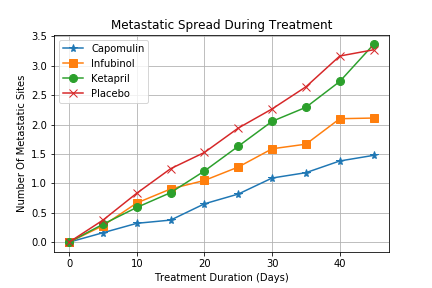 Metastatic Spread During Treatment
Number Of Metastatic Sites
3.5
3.0
2.5
2.0
1.5
1.0
0.5
0.0
Capomulin
Infubinol
Ketapril
Placebo
0 10 20 30 40
Treatment Duration (Days)